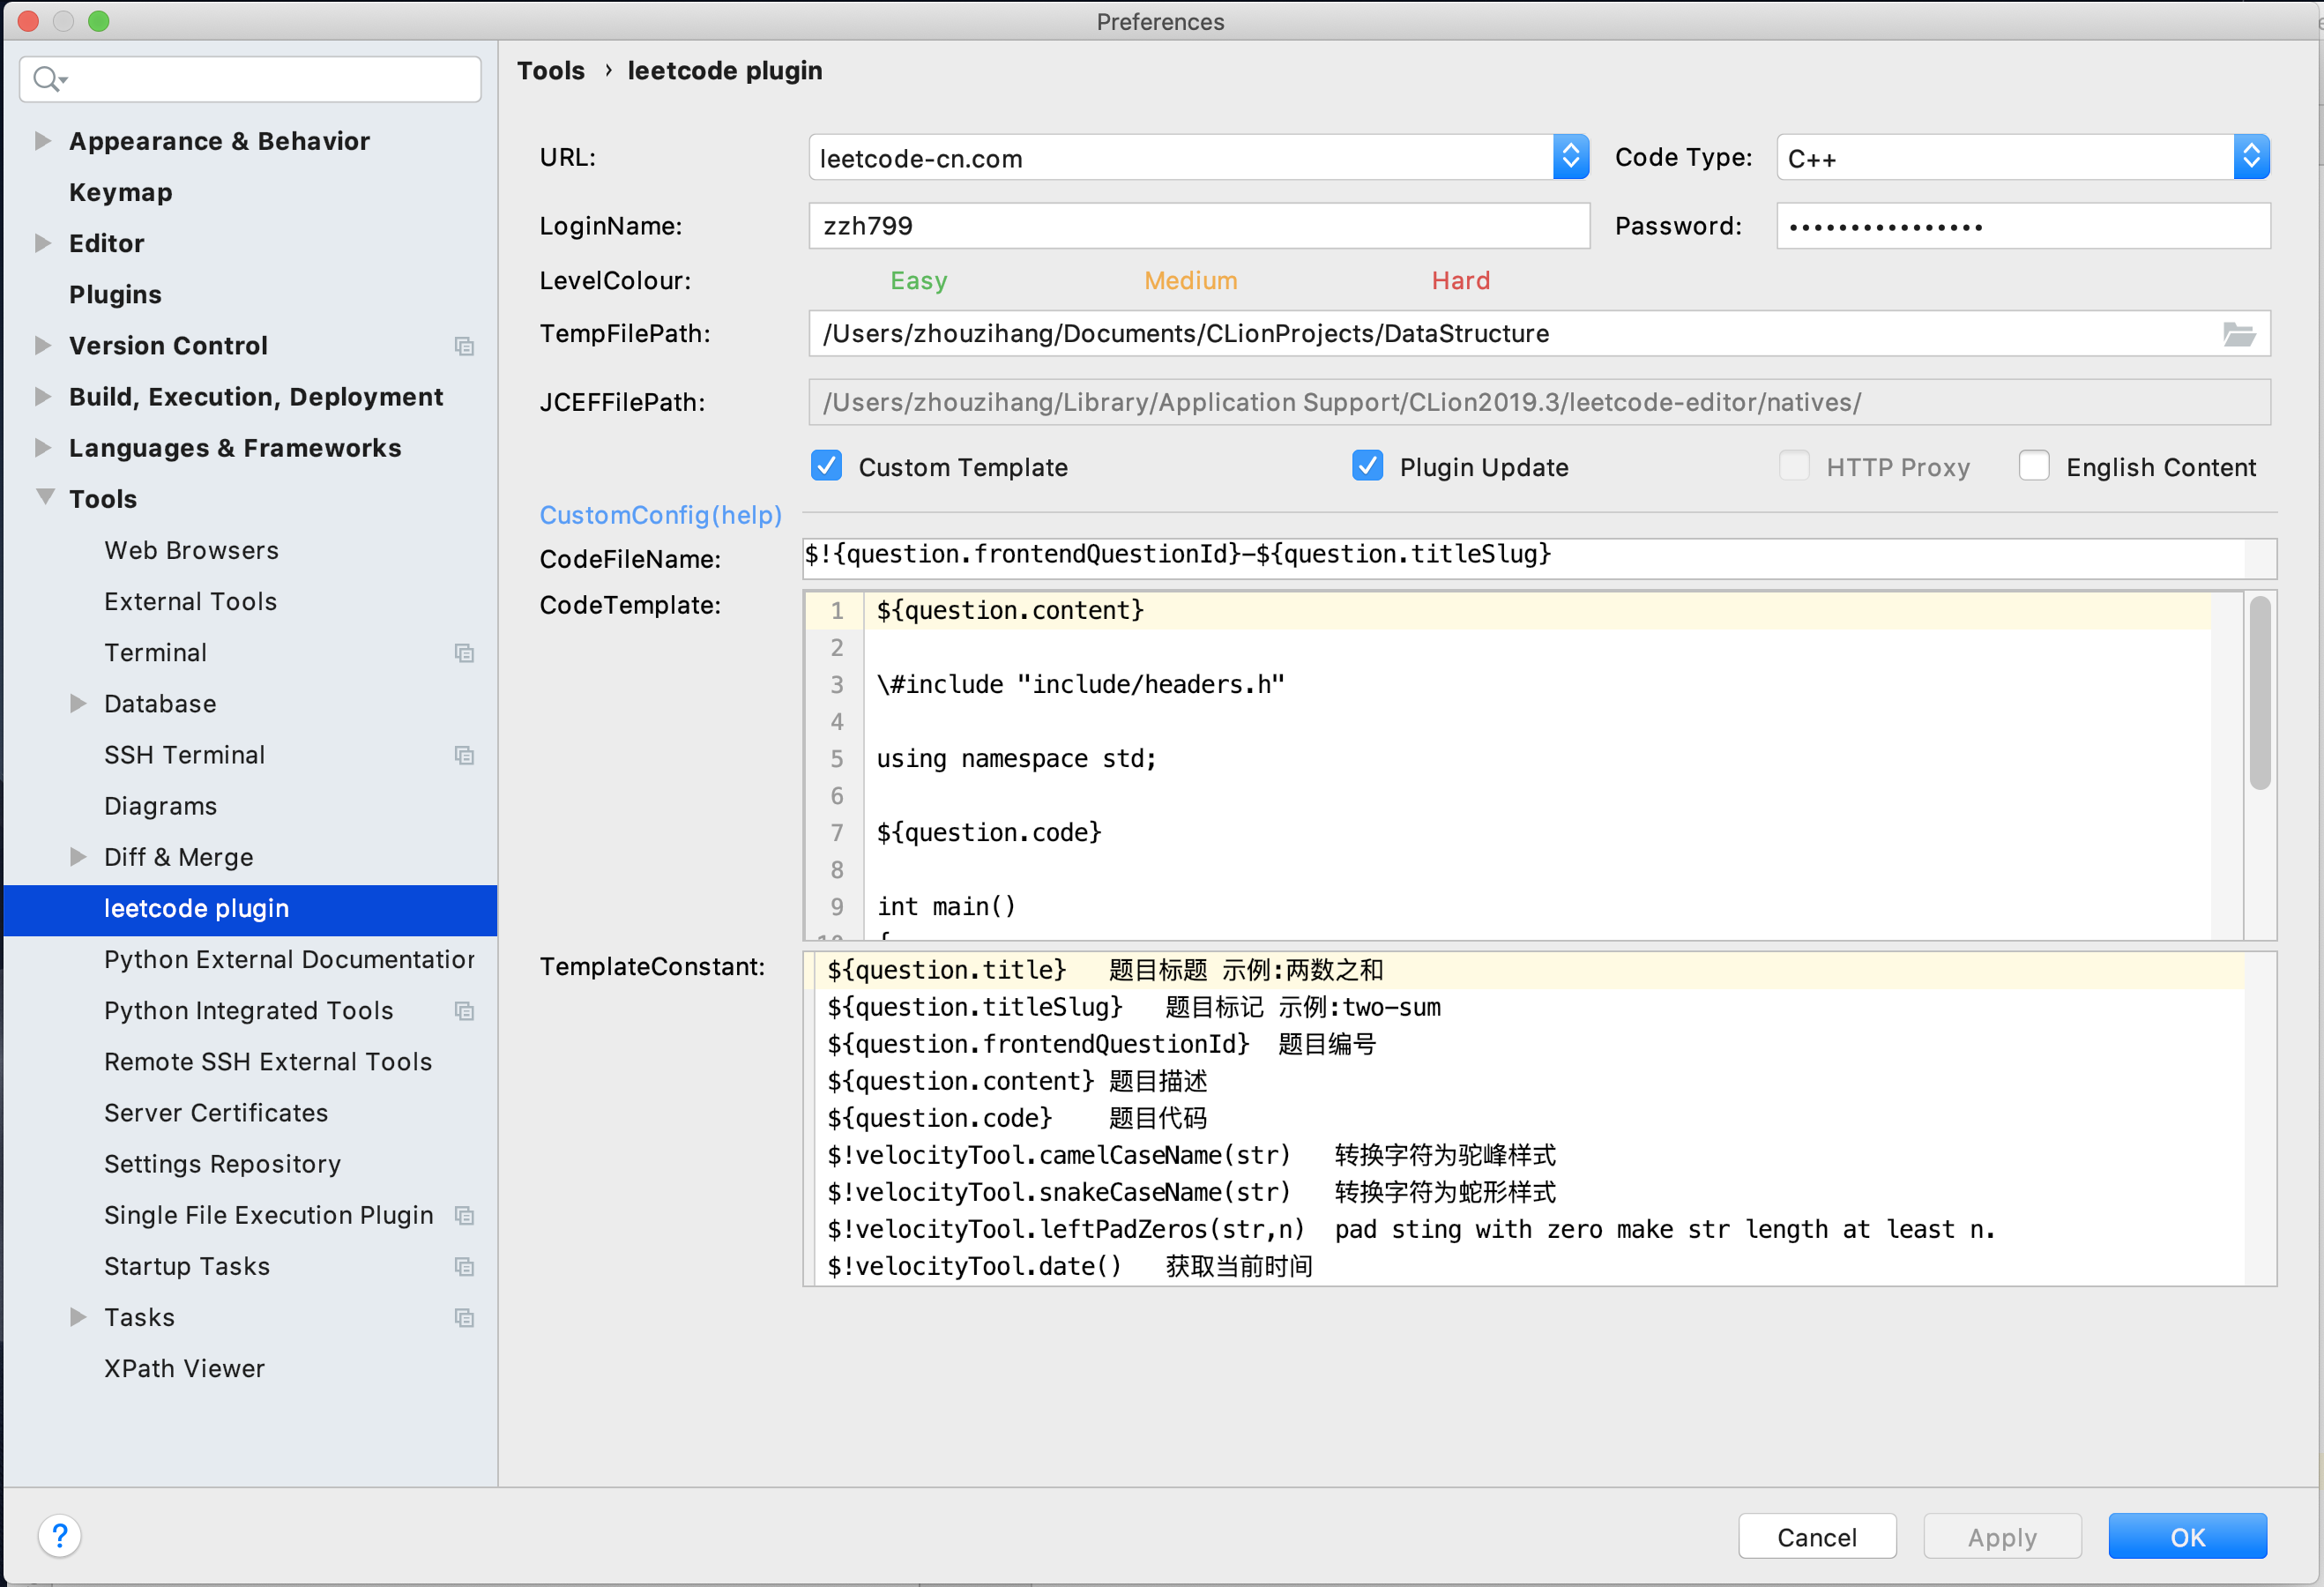 Preferences
Tools › leetcode plugin
Appearance & Behavior
Keymap
Editor
Plugins
Version Control
Build, Execution, Deployment
Languages & Frameworks
Tools
Web Browsers
External Tools
Terminal
Database
SSH Terminal
Diagrams
Diff & Merge
leetcode plugin
Python External Documentation
Python Integrated Tools
Remote SSH External Tools
Server Certificates
Settings Repository
Single File Execution Plugin
Startup Tasks
Tasks
XPath Viewer
URL: leetcode-cn.com Code Type: C++
LoginName: zzh799 Password: ••••••••••••••••
LevelColour: Easy Medium Hard
TempFilePath: /Users/zhouzihang/Documents/CLionProjects/DataStructure
JCEFFilePath: /Users/zhouzihang/Library/Application Support/CLion2019.3/leetcode-editor/natives/
Custom Template Plugin Update HTTP Proxy English Content
CustomConfig(help)
CodeFileName: $!{question.frontendQuestionId}-${question.titleSlug}
CodeTemplate:
1 ${question.content}
2
3 \#include "include/headers.h"
4
5 using namespace std;
6
7 ${question.code}
8
9 int main()
10 {
TemplateConstant:
${question.title} 题目标题 示例:两数之和
${question.titleSlug} 题目标记 示例:two-sum
${question.frontendQuestionId} 题目编号
${question.content} 题目描述
${question.code} 题目代码
$!velocityTool.camelCaseName(str) 转换字符为驼峰样式
$!velocityTool.snakeCaseName(str) 转换字符为蛇形样式
$!velocityTool.leftPadZeros(str,n) pad sting with zero make str length at least n.
$!velocityTool.date() 获取当前时间
? Cancel Apply OK